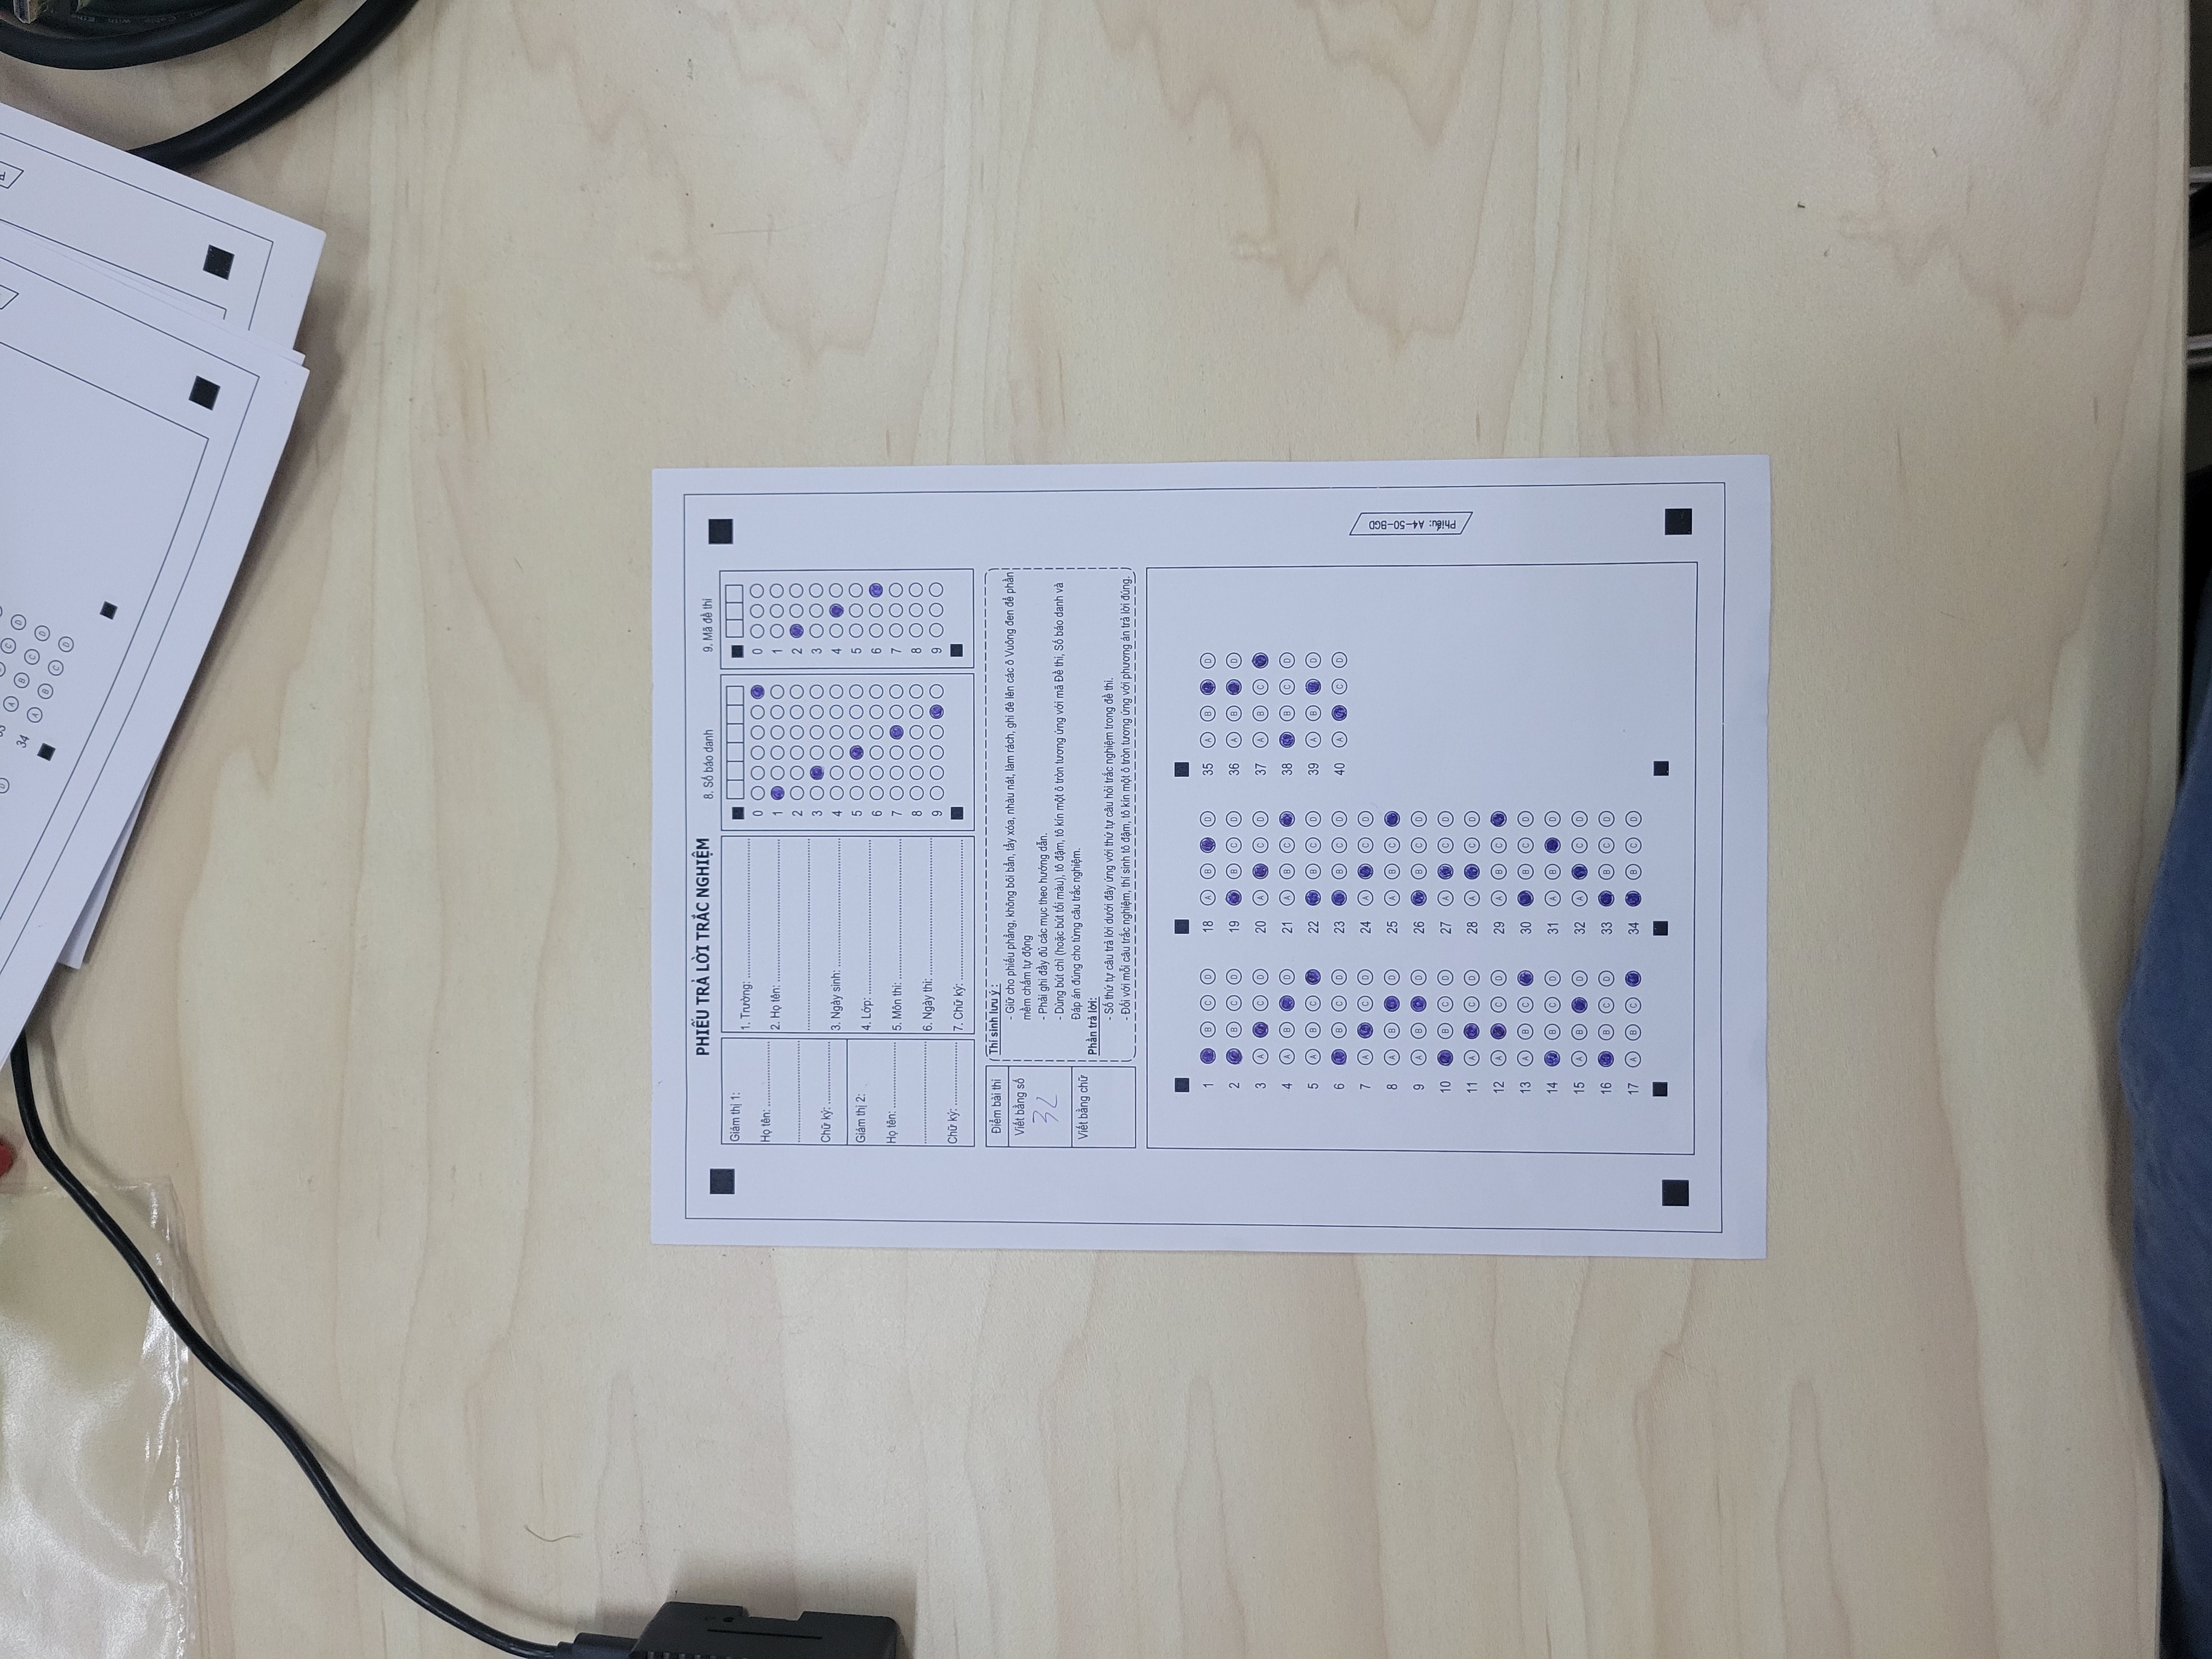 33 A B C D
34 A B C D
PHIẾU TRẢ LỜI TRẮC NGHIỆM
Giám thị 1:
Họ tên:
Chữ ký:
Giám thị 2:
Họ tên:
Chữ ký:
1. Trường:
2. Họ tên:
3. Ngày sinh:
4. Lớp:
5. Môn thi:
6. Ngày thi:
7. Chữ ký:
8. Số báo danh
0
1
2
3
4
5
6
7
8
9
9. Mã đề thi
0
1
2
3
4
5
6
7
8
9
Điểm bài thi
Viết bằng số
32
Viết bằng chữ
Thí sinh lưu ý :
- Giữ cho phiếu phẳng, không bôi bẩn, tẩy xóa, nhàu nát, làm rách, ghi đè lên các ô Vuông đen để phần
mềm chấm tự động
- Phải ghi đầy đủ các mục theo hướng dẫn.
- Dùng bút chì (hoặc bút tối màu), tô đậm, tô kín một ô tròn tương ứng với mã Đề thi, Số báo danh và
Đáp án đúng cho từng câu trắc nghiệm.
Phần trả lời:
- Số thứ tự câu trả lời dưới đây ứng với thứ tự câu hỏi trắc nghiệm trong đề thi.
- Đối với mỗi câu trắc nghiệm, thí sinh tô đậm, tô kín một ô tròn tương ứng với phương án trả lời đúng.
1 B C D
2 B C D
3 A C D
4 A B D
5 A B C
6 B C D
7 A C D
8 A B D
9 A B D
10 B C D
11 A C D
12 A C D
13 A B C
14 B C D
15 A B D
16 B C D
17 A B C
18 A B D
19 B C D
20 A C D
21 A B C
22 B C D
23 B C D
24 A C D
25 A B C
26 B C D
27 A C D
28 A C D
29 A B C
30 B C D
31 A B D
32 A C D
33 B C D
34 B C D
35 A B D
36 A B D
37 A B C
38 B C D
39 A B D
40 A C D
Phiếu: A4-50-BGD